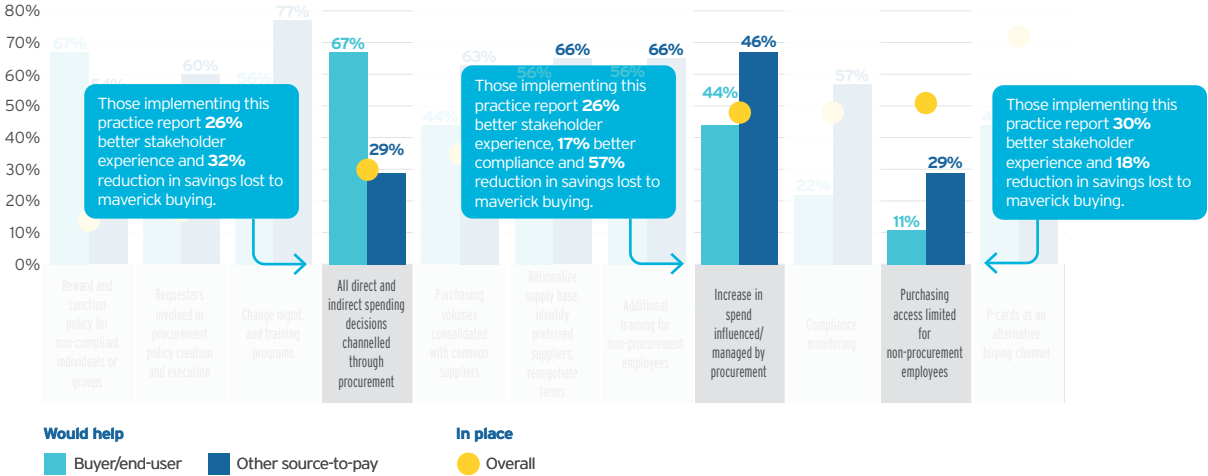 80%
70%
60%
50%
40%
30%
20%
10%
0%
67%
60%
56%
77%
67%
29%
44%
63%
56%
66%
56%
66%
44%
46%
22%
57%
11%
29%
Those implementing this
practice report 26%
better stakeholder
experience and 32%
reduction in savings lost to
maverick buying.
Those implementing this
practice report 26%
better stakeholder
experience, 17% better
compliance and 57%
reduction in savings lost to
maverick buying.
Those implementing this
practice report 30%
better stakeholder
experience and 18%
reduction in savings lost to
maverick buying.
Reward and
sanction
policy for
non-compliant
individuals or
groups
Requesters
involved in
procurement
policy creation
and execution
Change mgmt.
and training
programs
All direct and
indirect spending
decisions
channelled
through
procurement
Purchasing
volumes
consolidated
with common
suppliers
Rationalize
supply base,
identify
preferred
suppliers,
renegotiate
terms
Additional
training for
non-procurement
employees
Increase in
spend
influenced/
managed by
procurement
Compliance
monitoring
Purchasing
access limited
for
non-procurement
employees
P-cards as an
alternative
buying channel
Would help
Buyer/end-user
Other source-to-pay
In place
Overall